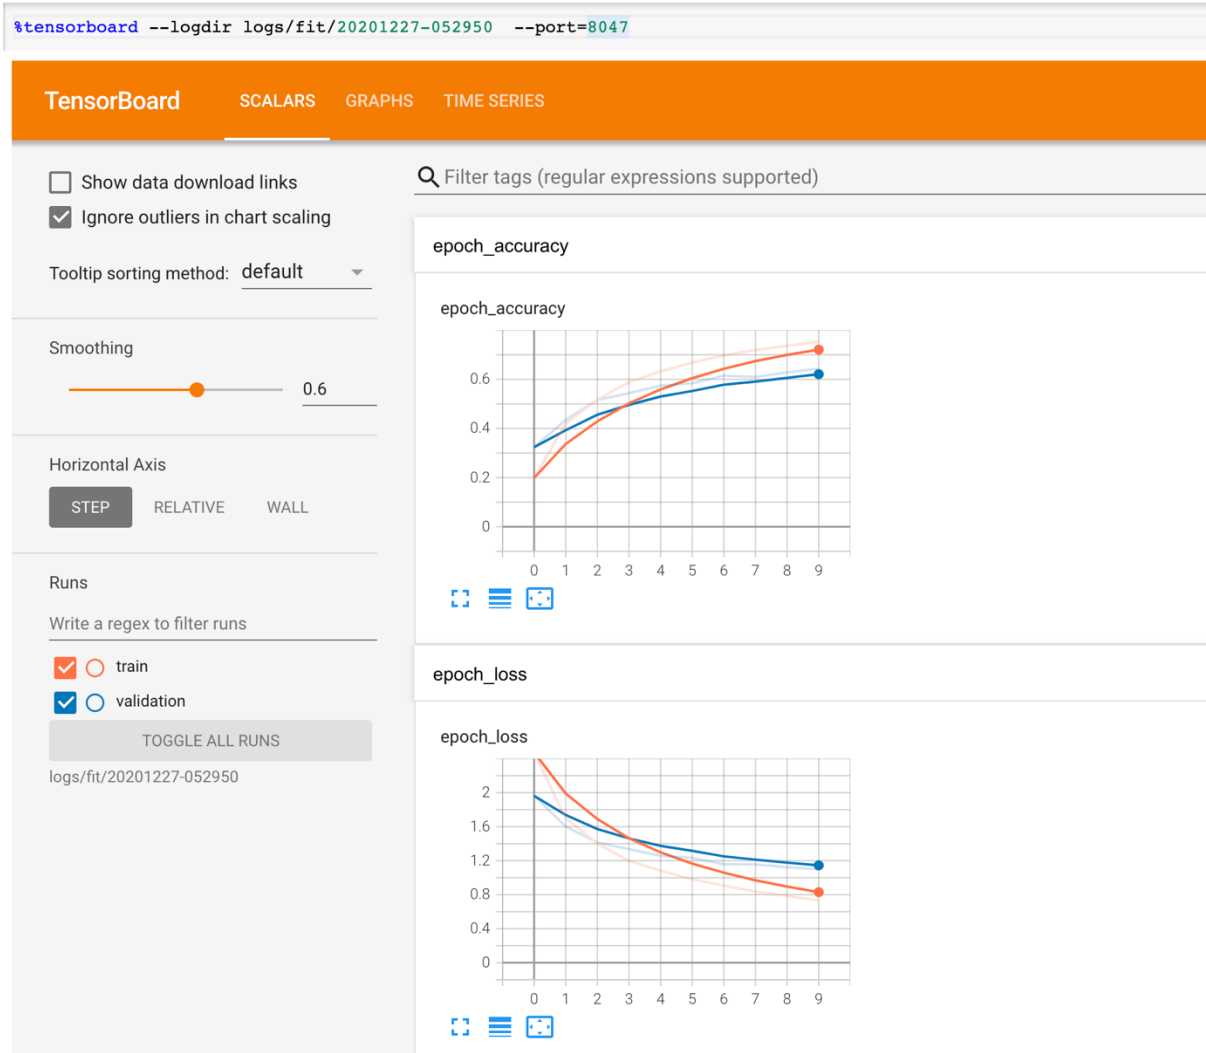 %tensorboard --logdir logs/fit/20201227-052950  --port=8047
TensorBoard SCALARS GRAPHS TIME SERIES
Show data download links
Ignore outliers in chart scaling
Tooltip sorting method: default
Smoothing
0.6
Horizontal Axis
STEP RELATIVE WALL
Runs
Write a regex to filter runs
train
validation
TOGGLE ALL RUNS
logs/fit/20201227-052950
Filter tags (regular expressions supported)
epoch_accuracy
epoch_accuracy
0.6
0.4
0.2
0
0 1 2 3 4 5 6 7 8 9
epoch_loss
epoch_loss
2
1.6
1.2
0.8
0.4
0
0 1 2 3 4 5 6 7 8 9